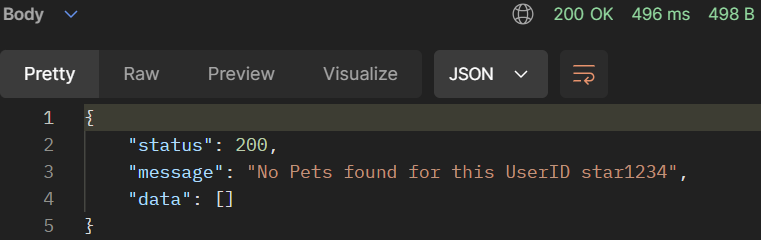 Body 200 OK 496 ms 498 B
Pretty Raw Preview Visualize JSON
1 {
2 "status": 200,
3 "message": "No Pets found for this UserID star1234",
4 "data": []
5 }